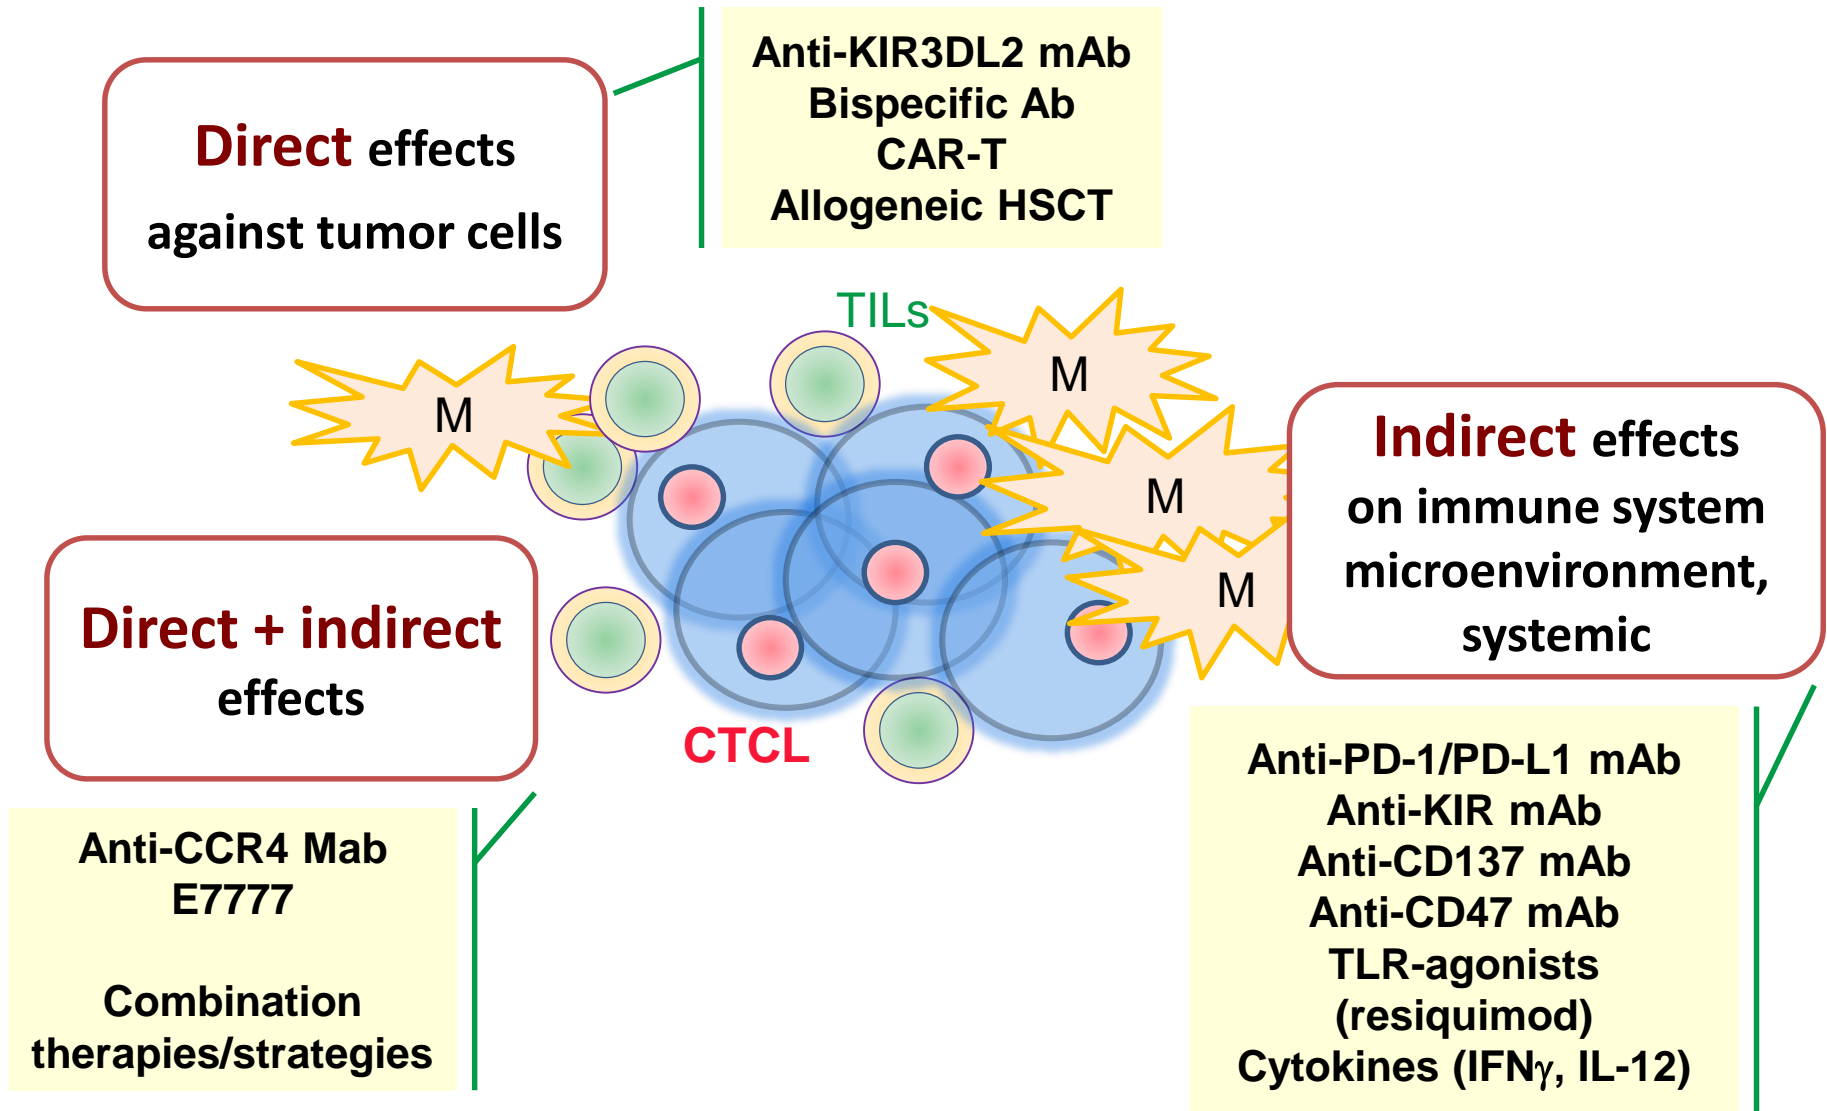 Anti-KIR3DL2 mAb
Bispecific Ab
CAR-T
Allogeneic HSCT
Direct effects
against tumor cells
TILs
M
M
M
M
Indirect effects
on immune system
microenvironment,
systemic
Direct + indirect
effects
CTCL
Anti-CCR4 Mab
E7777
Combination
therapies/strategies
Anti-PD-1/PD-L1 mAb
Anti-KIR mAb
Anti-CD137 mAb
Anti-CD47 mAb
TLR-agonists
(resiquimod)
Cytokines (IFNγ, IL-12)